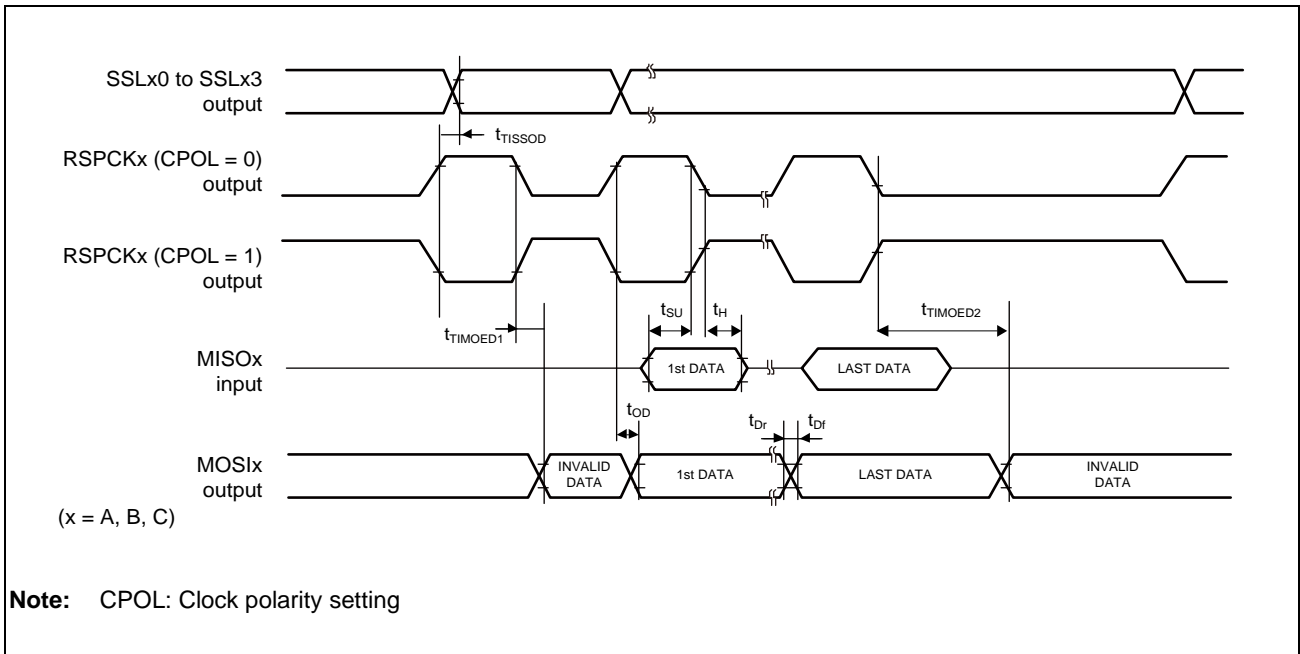 SSLx0 to SSLx3
output
tTISSOD
RSPCKx (CPOL = 0)
output
RSPCKx (CPOL = 1)
output
tTIMOED1
tSU
tH
tTIMOED2
MISOx
input
1st DATA
LAST DATA
tOD
tDr
tDf
MOSIx
output
INVALID
DATA
1st DATA
LAST DATA
INVALID
DATA
(x = A, B, C)
Note: CPOL: Clock polarity setting